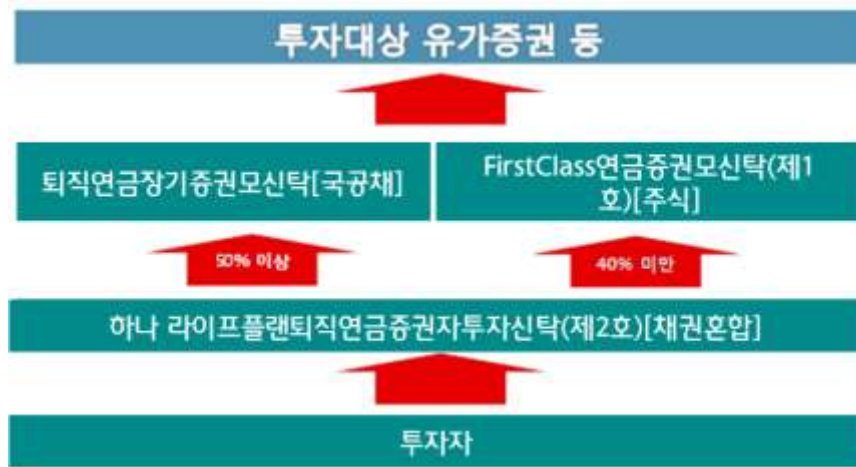 투자대상 유가증권 등
퇴직연금장기증권모신탁[국공채]
FirstClass연금증권모신탁(제1
호)[주식]
50% 이상
40% 미만
하나 라이프플랜퇴직연금증권자투자신탁(제2호)[채권혼합]
투자자